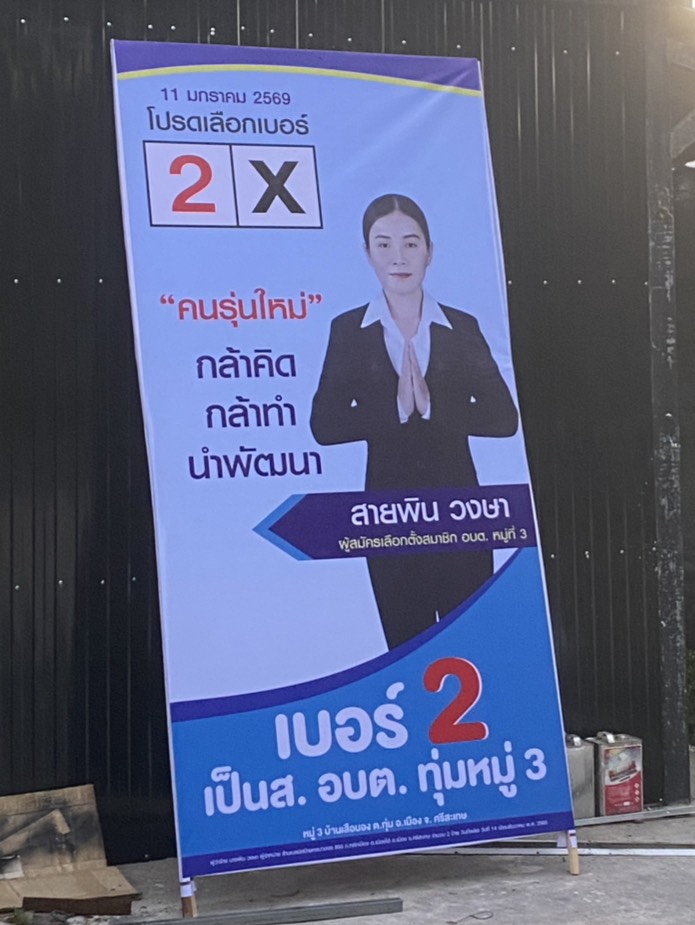 11 มกราคม 2569
โปรดเลือกเบอร์
2 X
“คนรุ่นใหม่”
กล้าคิด
กล้าทำ
นำพัฒนา
สายพิน วงษา
ผู้สมัครเลือกตั้งสมาชิก อบต. หมู่ที่ 3
เบอร์ 2
เป็นส. อบต. ทุ่มหมู่ 3
หมู่ 3 บ้านเสือบอง ต.ทุ่ม อ.เมือง จ. ศรีสะเกษ